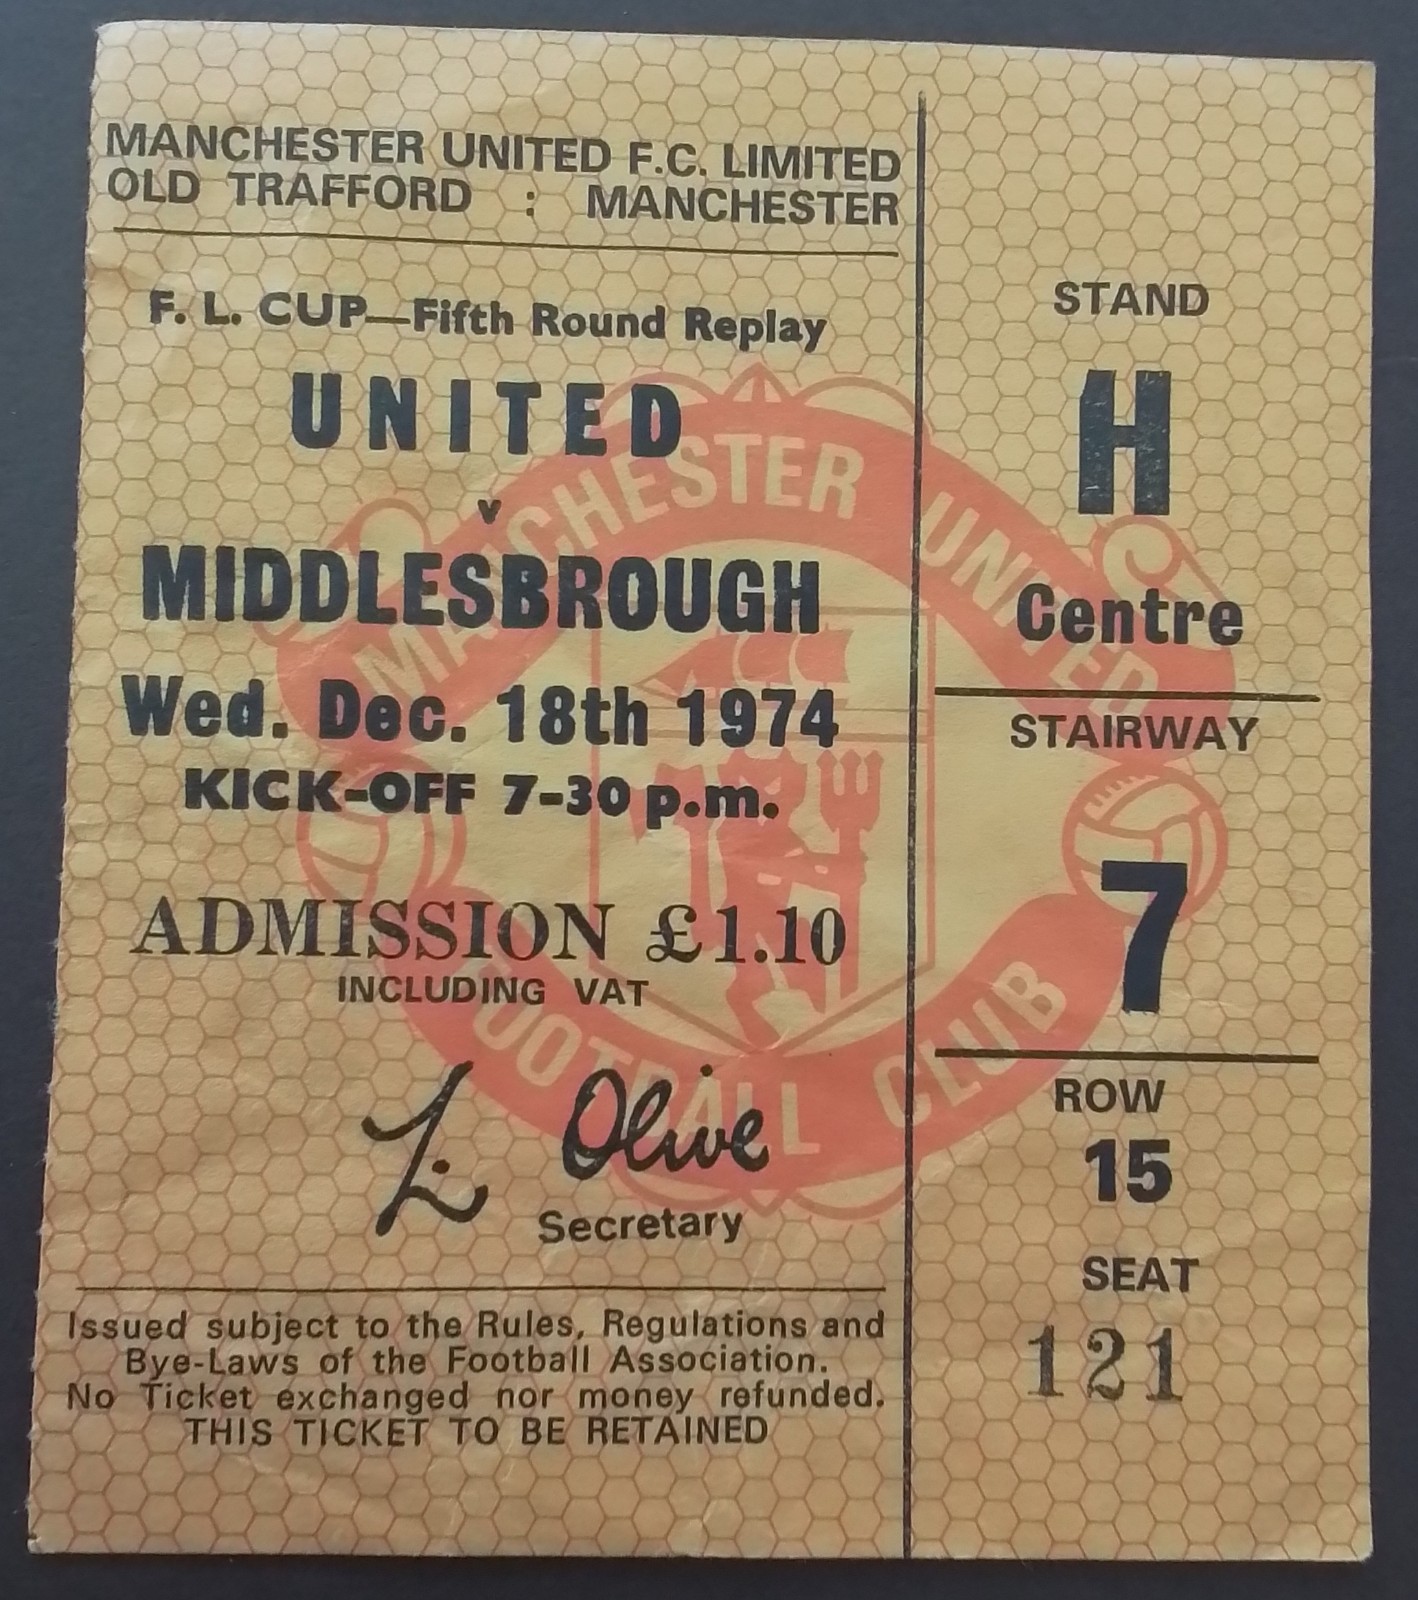 MANCHESTER UNITED F.C. LIMITED
OLD TRAFFORD : MANCHESTER
F. L. CUP—Fifth Round Replay
UNITED
v
MIDDLESBROUGH
Wed. Dec. 18th 1974
KICK-OFF 7-30 p.m.
ADMISSION £1.10
INCLUDING VAT
L. Olive
Secretary
Issued subject to the Rules, Regulations and
Bye-Laws of the Football Association.
No Ticket exchanged nor money refunded.
THIS TICKET TO BE RETAINED
STAND
H
Centre
STAIRWAY
7
ROW
15
SEAT
121
MANCHESTER UNITED
FOOTBALL CLUB